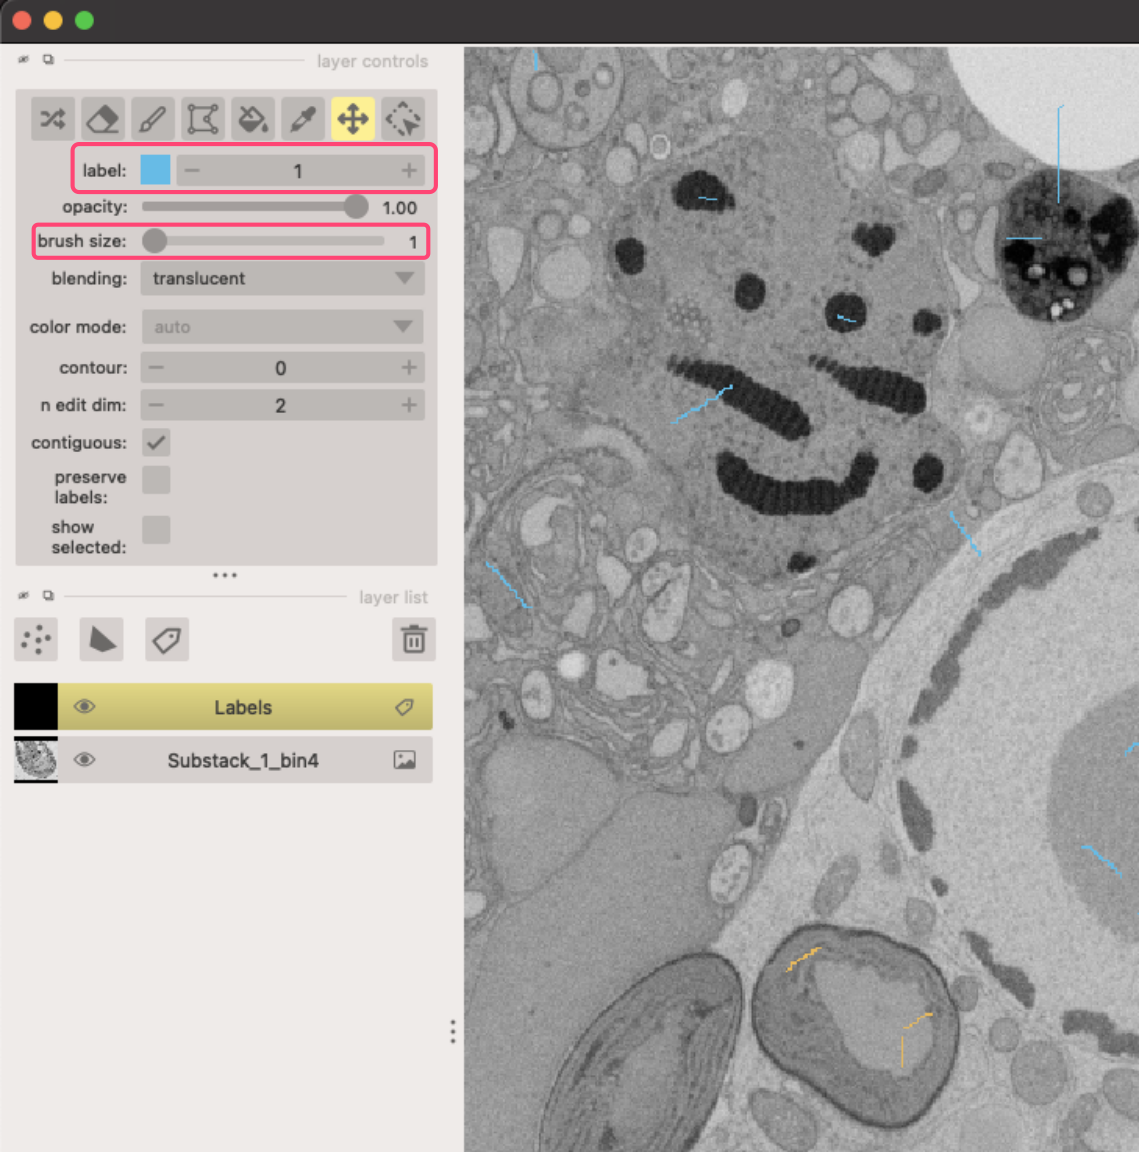 layer controls
label: 1
opacity: 1.00
brush size: 1
blending: translucent
color mode: auto
contour: 0
n edit dim: 2
contiguous:
preserve
labels:
show
selected:
layer list
Labels
Substack_1_bin4